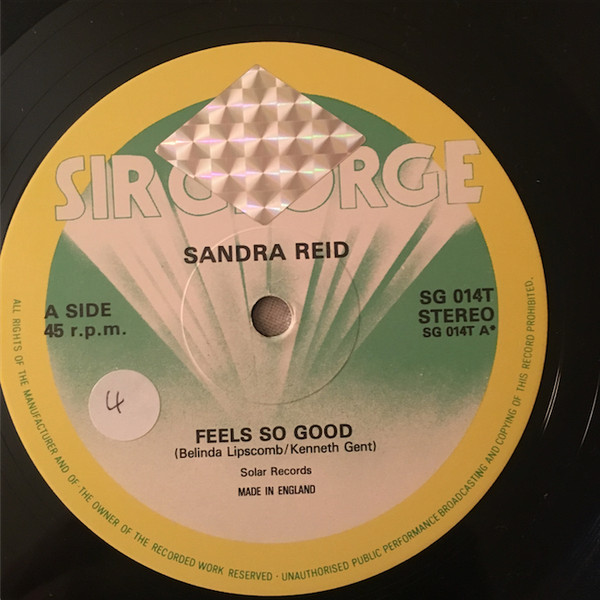 SIR GEORGE
SANDRA REID
A SIDE
45 r.p.m.
SG 014T
STEREO
SG 014T A*
4
FEELS SO GOOD
(Belinda Lipscomb/Kenneth Gent)
Solar Records
MADE IN ENGLAND
ALL RIGHTS OF THE MANUFACTURER AND OF THE OWNER OF THE RECORDED WORK RESERVED · UNAUTHORISED PUBLIC PERFORMANCE BROADCASTING AND COPYING OF THIS RECORD PROHIBITED.